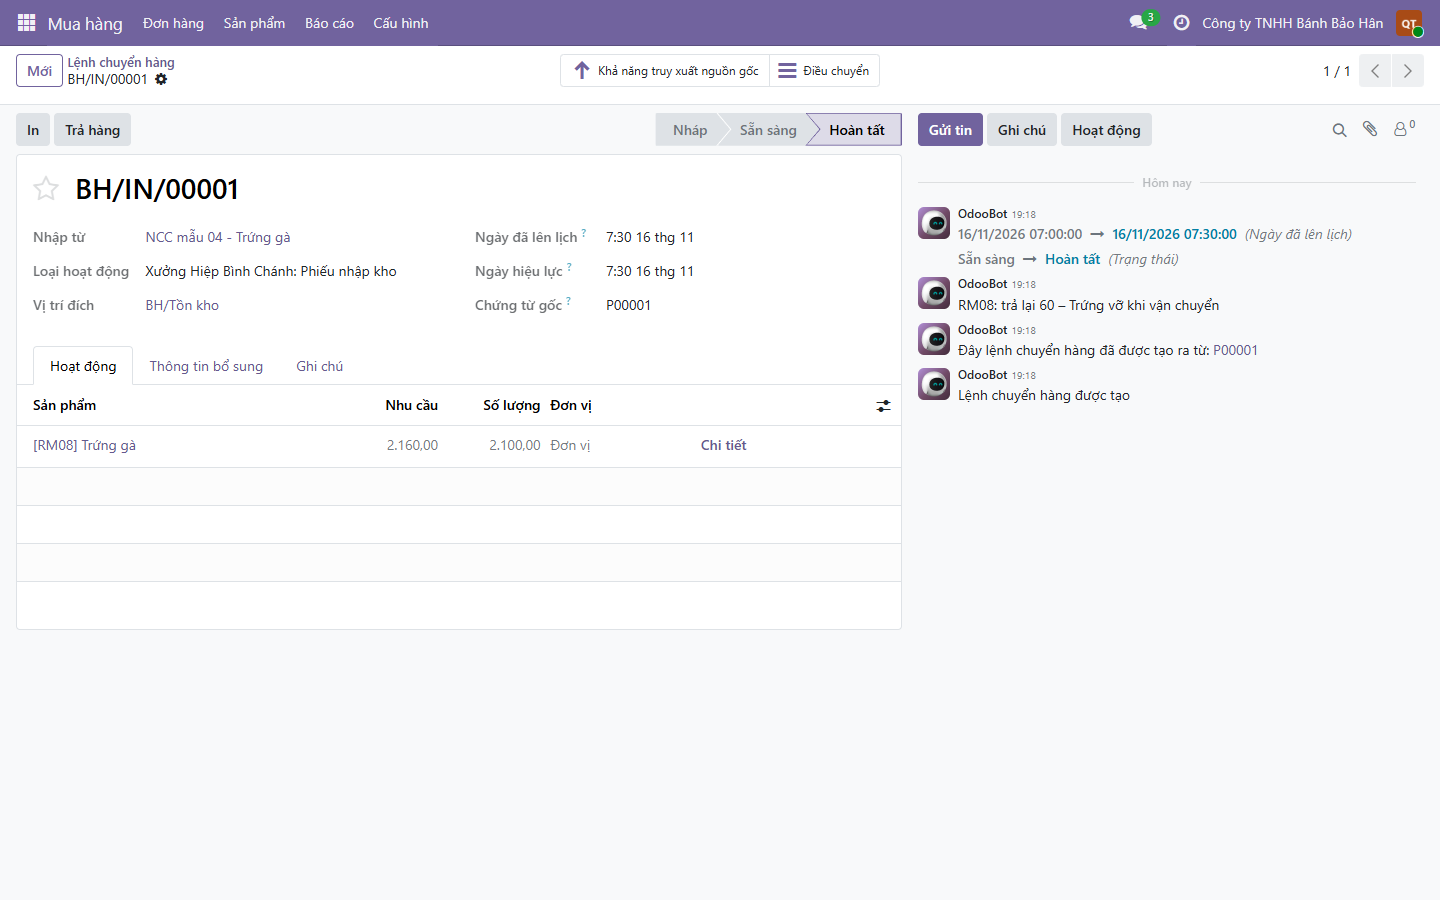 Mua hàng Đơn hàng Sản phẩm Báo cáo Cấu hình 3 Công ty TNHH Bánh Bảo Hân QT
Mới Lệnh chuyển hàng
BH/IN/00001
Khả năng truy xuất nguồn gốc Điều chuyển 1 / 1
In Trả hàng Nháp Sẵn sàng Hoàn tất
BH/IN/00001
Nhập từ NCC mẫu 04 - Trứng gà Ngày đã lên lịch ? 7:30 16 thg 11
Loại hoạt động Xưởng Hiệp Bình Chánh: Phiếu nhập kho Ngày hiệu lực ? 7:30 16 thg 11
Vị trí đích BH/Tồn kho Chứng từ gốc ? P00001
Hoạt động Thông tin bổ sung Ghi chú
Sản phẩm Nhu cầu Số lượng Đơn vị
[RM08] Trứng gà 2.160,00 2.100,00 Đơn vị Chi tiết
Gửi tin Ghi chú Hoạt động 0
Hôm nay
OdooBot 19:18
16/11/2026 07:00:00 → 16/11/2026 07:30:00 (Ngày đã lên lịch)
Sẵn sàng → Hoàn tất (Trạng thái)
OdooBot 19:18
RM08: trả lại 60 – Trứng vỡ khi vận chuyển
OdooBot 19:18
Đây lệnh chuyển hàng đã được tạo ra từ: P00001
OdooBot 19:18
Lệnh chuyển hàng được tạo